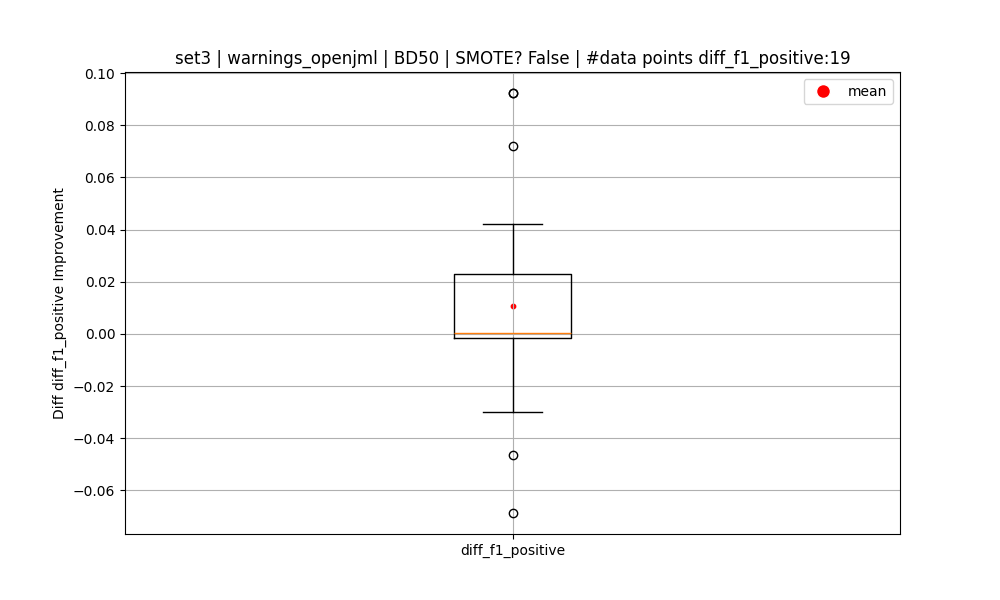 set3 | warnings_openjml | BD50 | SMOTE? False | #data points diff_f1_positive:19
mean
Diff diff_f1_positive Improvement
0.10
0.08
0.06
0.04
0.02
0.00
−0.02
−0.04
−0.06
diff_f1_positive